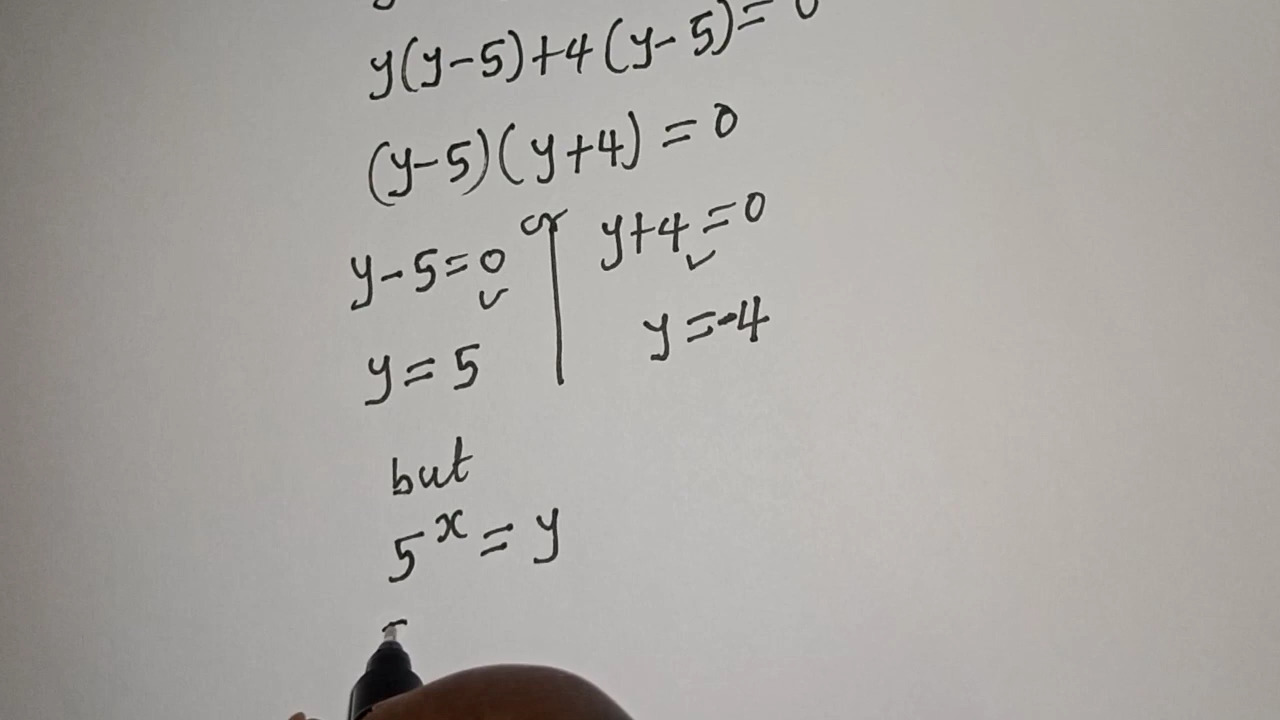 y(y-5)+4(y-5)=0
(y-5)(y+4)=0
y-5=0 or y+4=0
y=5 y=-4
but
5^x=y